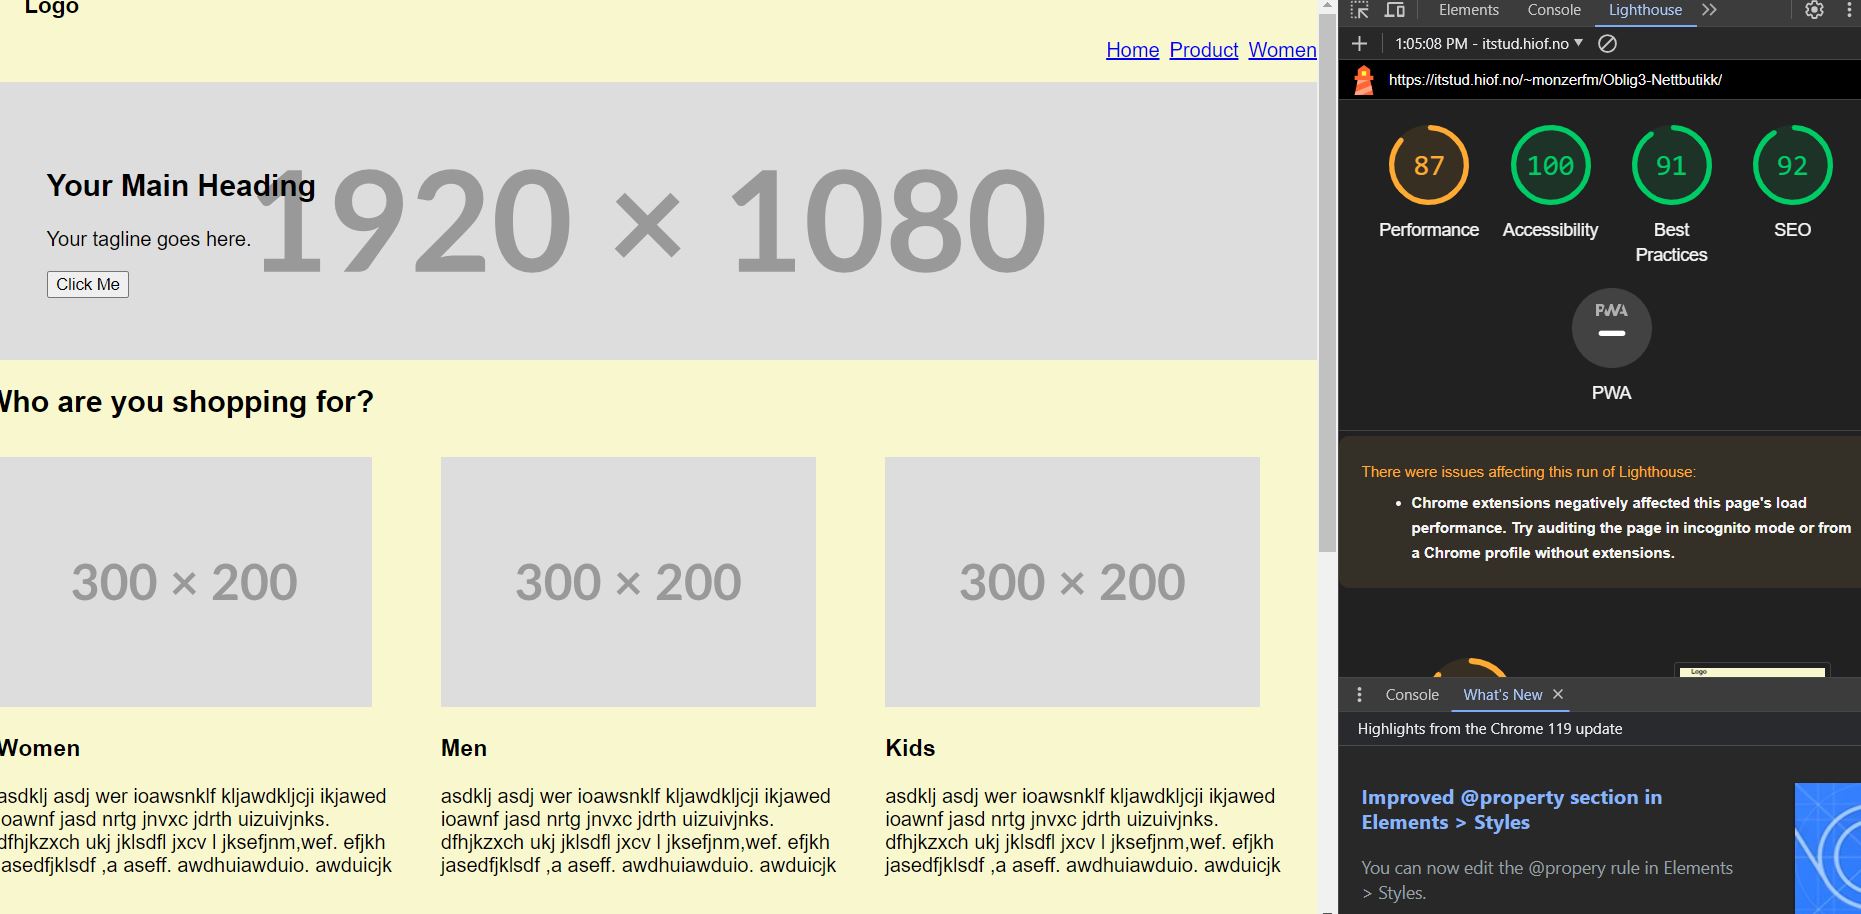 Logo
Home Product Women
1920 × 1080
Your Main Heading
Your tagline goes here.
Click Me
Who are you shopping for?
300 × 200
300 × 200
300 × 200
Women
asdklj asdj wer ioawsnklf kljawdkljcji ikjawed
ioawnf jasd nrtg jnvxc jdrth uizuivjnks.
dfhjkzxch ukj jklsdfl jxcv l jksefjnm,wef. efjkh
jasedfjklsdf ,a aseff. awdhuiawduio. awduicjk
Men
asdklj asdj wer ioawsnklf kljawdkljcji ikjawed
ioawnf jasd nrtg jnvxc jdrth uizuivjnks.
dfhjkzxch ukj jklsdfl jxcv l jksefjnm,wef. efjkh
jasedfjklsdf ,a aseff. awdhuiawduio. awduicjk
Kids
asdklj asdj wer ioawsnklf kljawdkljcji ikjawed
ioawnf jasd nrtg jnvxc jdrth uizuivjnks.
dfhjkzxch ukj jklsdfl jxcv l jksefjnm,wef. efjkh
jasedfjklsdf ,a aseff. awdhuiawduio. awduicjk
Elements Console Lighthouse
1:05:08 PM - itstud.hiof.no
https://itstud.hiof.no/~monzerfm/Oblig3-Nettbutikk/
87 100 91 92
Performance Accessibility Best Practices SEO
PWA
PWA
There were issues affecting this run of Lighthouse:
Chrome extensions negatively affected this page's load
performance. Try auditing the page in incognito mode or from
a Chrome profile without extensions.
Logo
Console What's New
Highlights from the Chrome 119 update
Improved @property section in
Elements > Styles
You can now edit the @propery rule in Elements
> Styles.